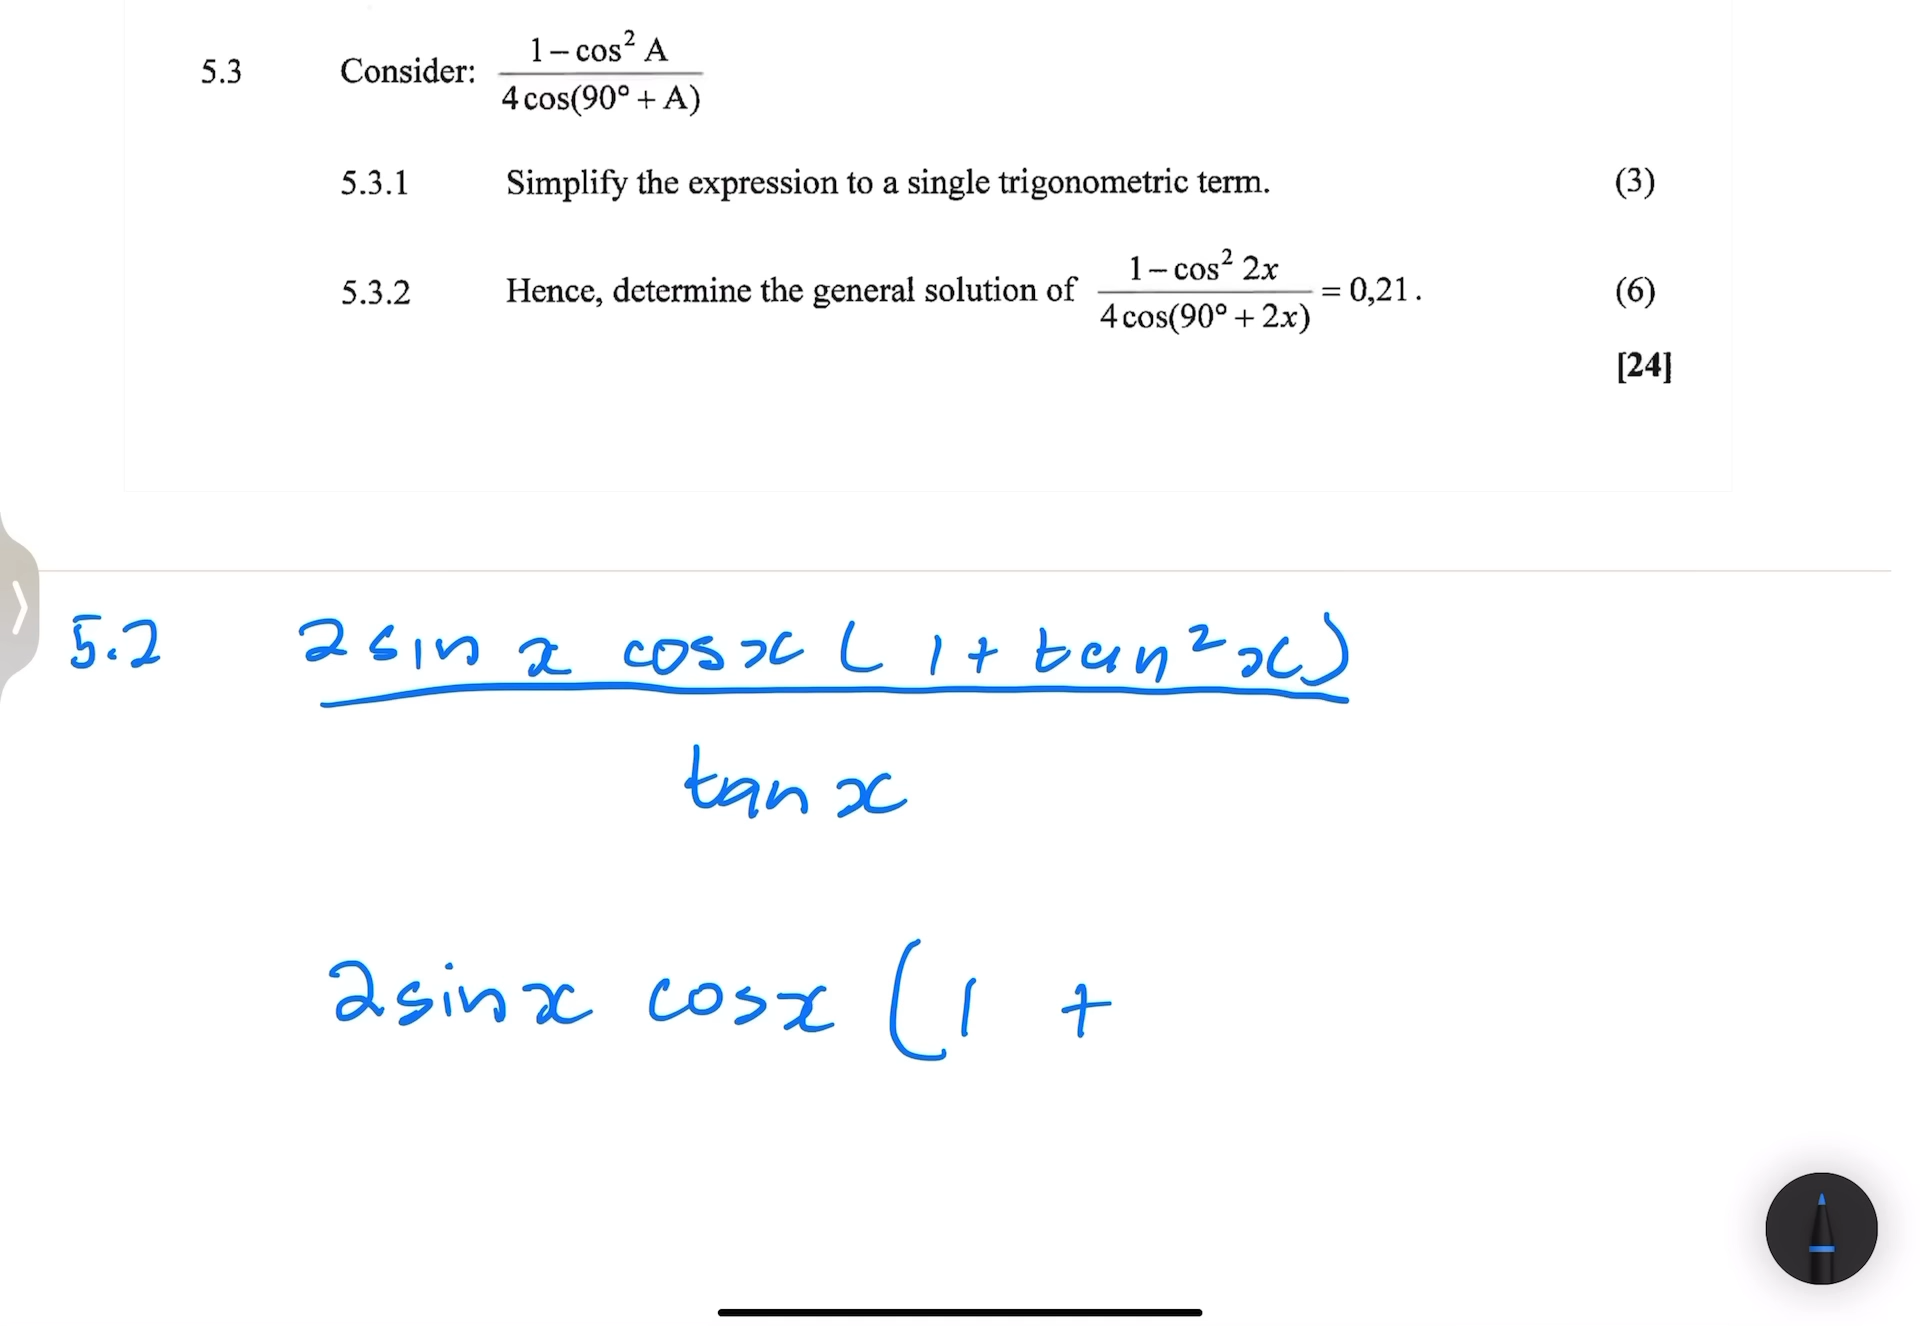 5.3 Consider: (1 – cos² A) / (4 cos(90° + A))
5.3.1 Simplify the expression to a single trigonometric term. (3)
5.3.2 Hence, determine the general solution of (1 – cos² 2x) / (4 cos(90° + 2x)) = 0,21. (6)
[24]
5.2 2 sin x cos x (1 + tan² x)
tan x
2 sin x cos x (1 +